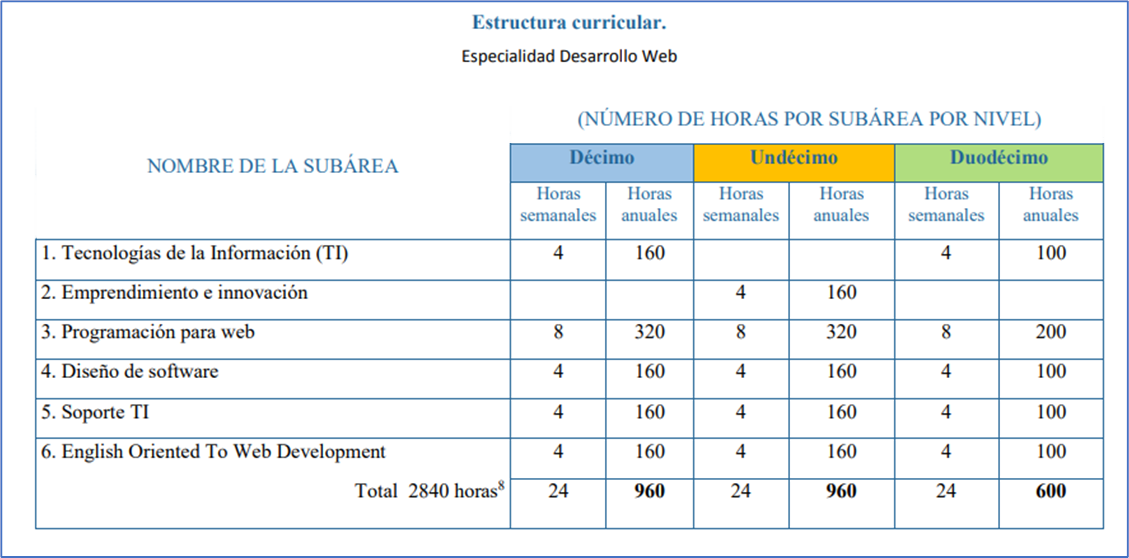 Estructura curricular.
Especialidad Desarrollo Web
(NÚMERO DE HORAS POR SUBÁREA POR NIVEL)
NOMBRE DE LA SUBÁREA
Décimo Undécimo Duodécimo
Horas semanales Horas anuales Horas semanales Horas anuales Horas semanales Horas anuales
1. Tecnologías de la Información (TI) 4 160 4 100
2. Emprendimiento e innovación 4 160
3. Programación para web 8 320 8 320 8 200
4. Diseño de software 4 160 4 160 4 100
5. Soporte TI 4 160 4 160 4 100
6. English Oriented To Web Development 4 160 4 160 4 100
Total 2840 horas⁸ 24 960 24 960 24 600